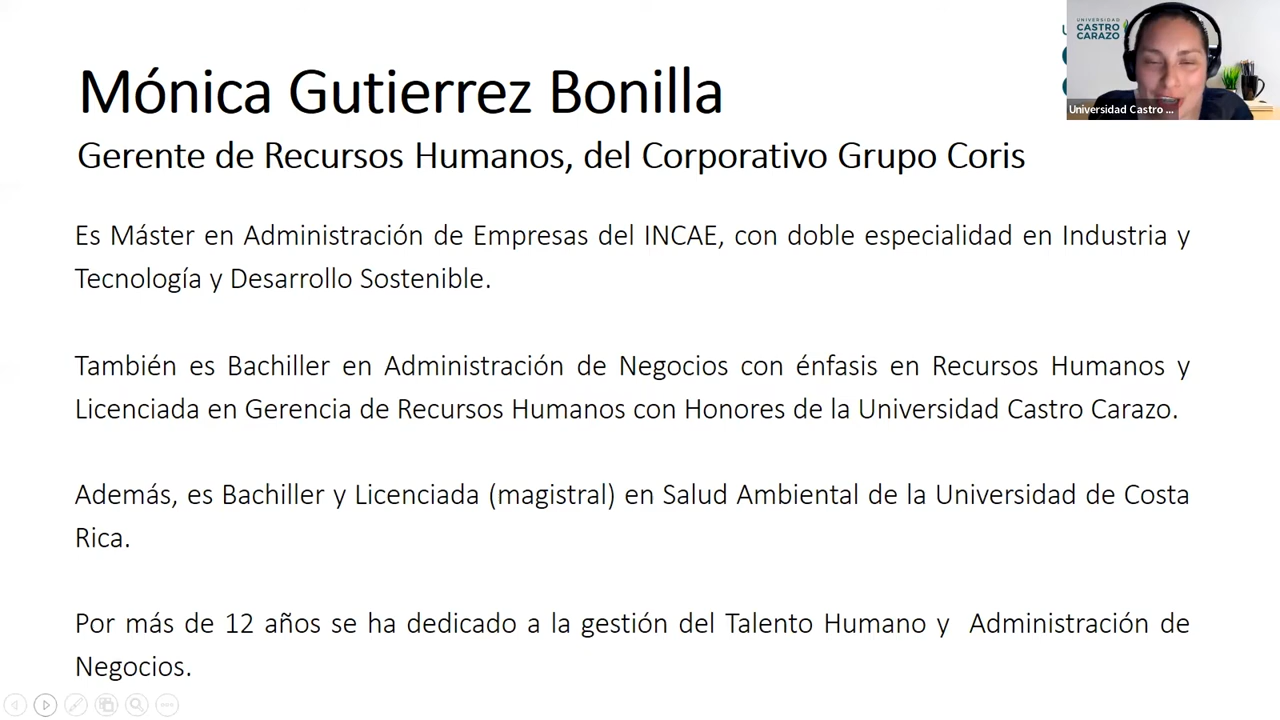 Mónica Gutierrez Bonilla
Gerente de Recursos Humanos, del Corporativo Grupo Coris
Es Máster en Administración de Empresas del INCAE, con doble especialidad en Industria y
Tecnología y Desarrollo Sostenible.
También es Bachiller en Administración de Negocios con énfasis en Recursos Humanos y
Licenciada en Gerencia de Recursos Humanos con Honores de la Universidad Castro Carazo.
Además, es Bachiller y Licenciada (magistral) en Salud Ambiental de la Universidad de Costa
Rica.
Por más de 12 años se ha dedicado a la gestión del Talento Humano y Administración de
Negocios.
UNIVERSIDAD
CASTRO
CARAZO
Universidad Castro ...